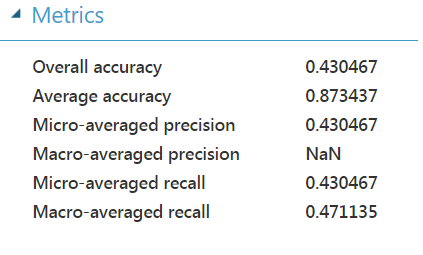 Metrics
Overall accuracy 0.430467
Average accuracy 0.873437
Micro-averaged precision 0.430467
Macro-averaged precision NaN
Micro-averaged recall 0.430467
Macro-averaged recall 0.471135